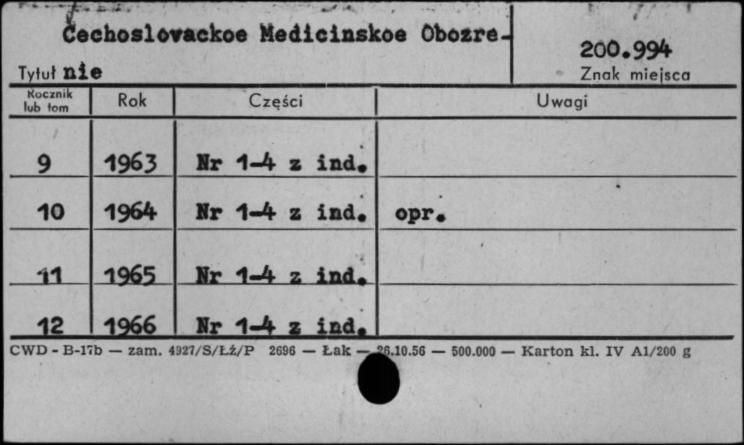 Čechoslovackoe Medicinskoe Obozre-
200.994
Tytuł nie
Znak miejsca
Rocznik lub tom Rok Części Uwagi
9 1963 Nr 1-4 z ind.
10 1964 Nr 1-4 z ind. opr.
11 1965 Nr 1-4 z ind.
12 1966 Nr 1-4 z ind.
CWD - B-17b — zam. 4927/S/Łż/P 2696 — Łak — 26.10.56 — 500.000 — Karton kl. IV A1/200 g